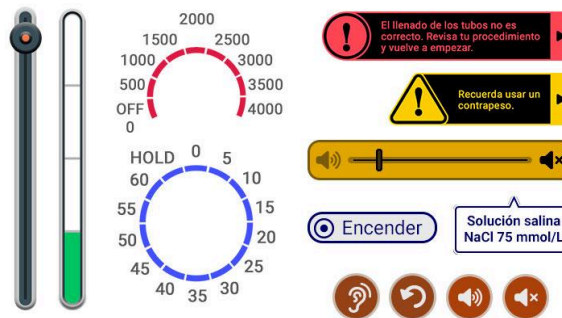 2000
1500
2500
1000
3000
500
3500
OFF
4000
0
HOLD
0
5
10
15
20
25
30
35
40
45
50
55
60
El llenado de los tubos no es
correcto. Revisa tu procedimiento
y vuelve a empezar.
Recuerda usar un
contrapeso.
Encender
Solución salina
NaCl 75 mmol/L